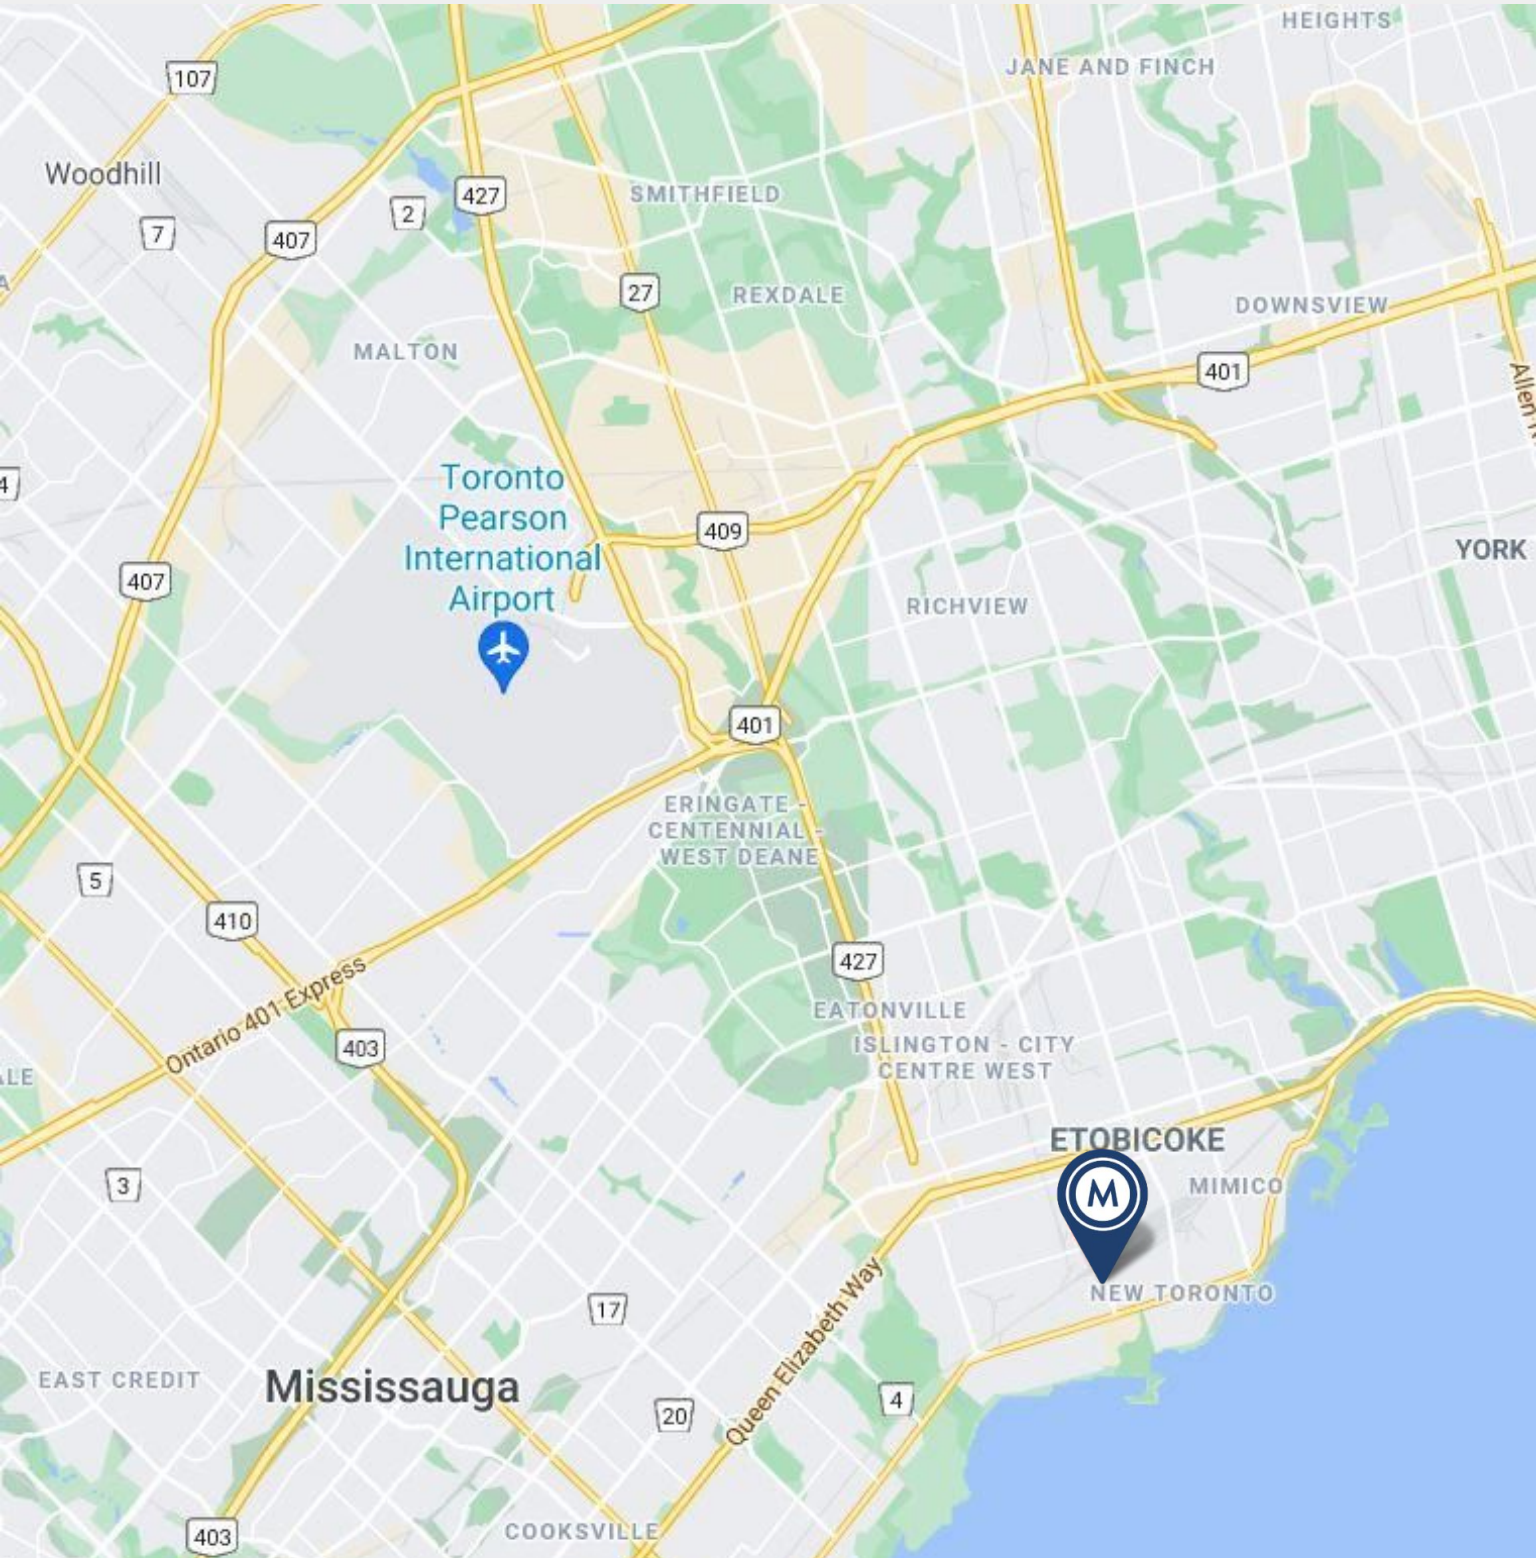 HEIGHTS
JANE AND FINCH
107
Woodhill
427
SMITHFIELD
2
7
407
27
REXDALE
DOWNSVIEW
MALTON
401
Toronto
Pearson
International
Airport
4
409
YORK
407
RICHVIEW
401
ERINGATE -
CENTENNIAL -
WEST DEANE
5
410
427
Ontario 401 Express
EATONVILLE
403
ISLINGTON - CITY
CENTRE WEST
ETOBICOKE
3
MIMICO
M
NEW TORONTO
17
Queen Elizabeth Way
EAST CREDIT
Mississauga
4
20
COOKSVILLE
403